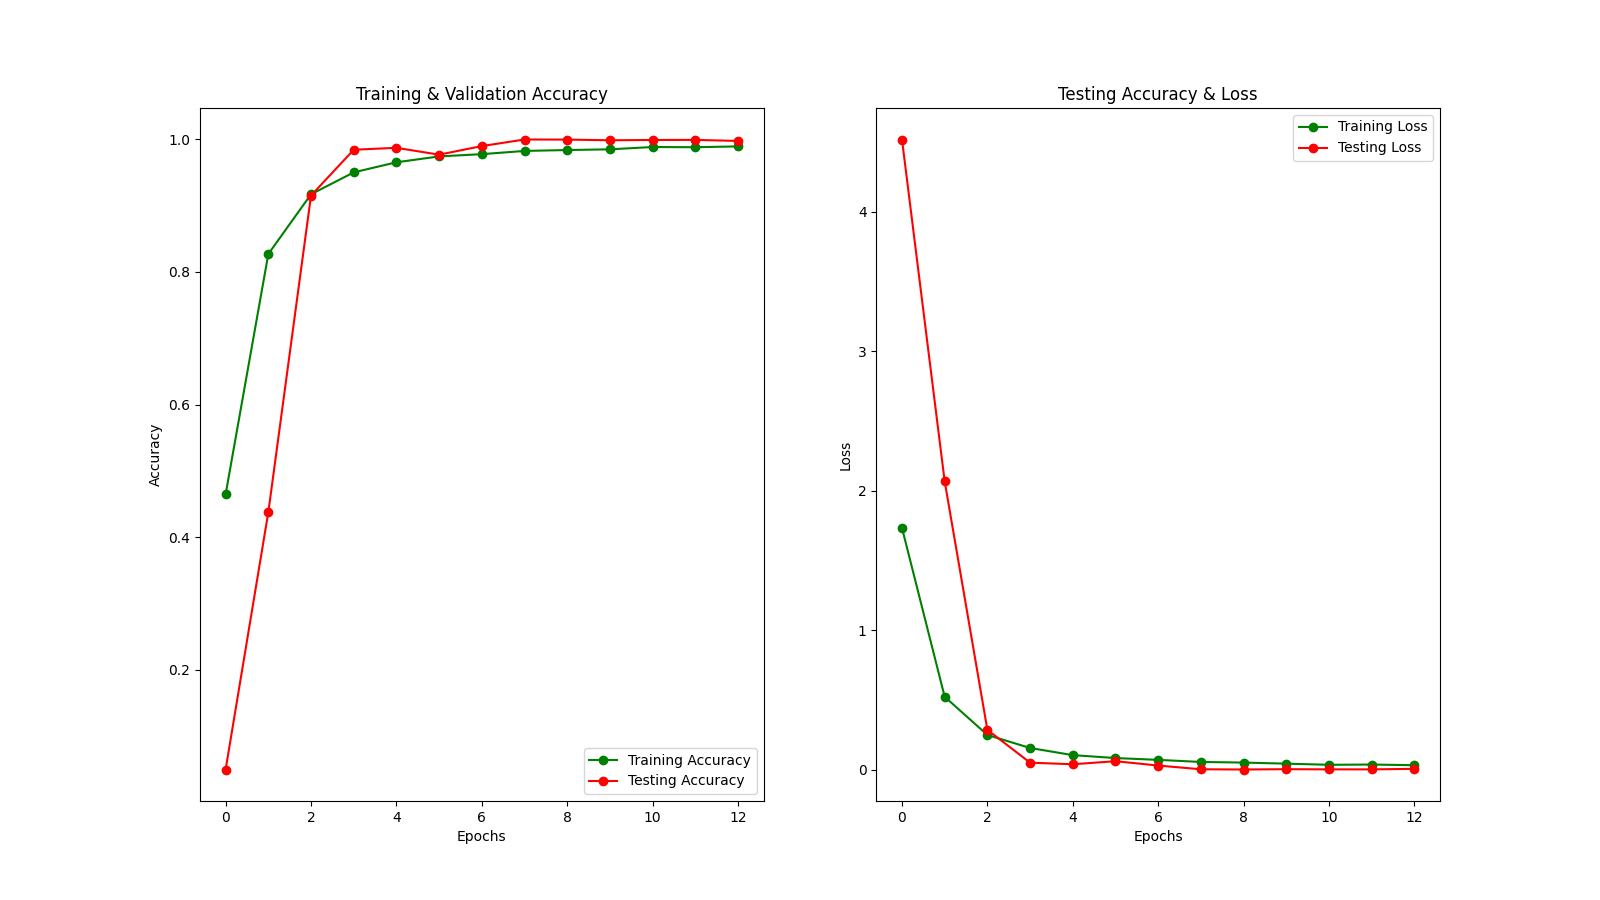 Training & Validation Accuracy
1.0
0.8
0.6
0.4
0.2
Accuracy
0 2 4 6 8 10 12
Epochs
Training Accuracy
Testing Accuracy
Testing Accuracy & Loss
4
3
2
1
0
Loss
0 2 4 6 8 10 12
Epochs
Training Loss
Testing Loss